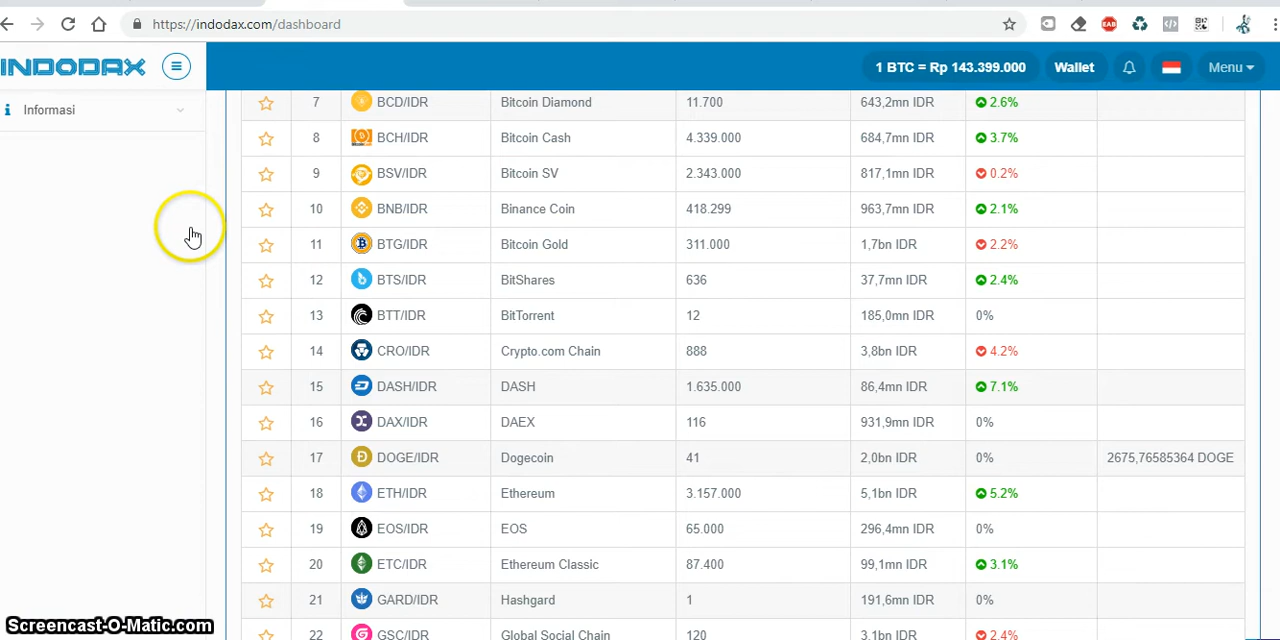 https://indodax.com/dashboard
EAB
INDODAX 1 BTC = Rp 143.399.000 Wallet Menu
Informasi
7 BCD/IDR Bitcoin Diamond 11.700 643,2mn IDR 2.6%
8 BCH/IDR Bitcoin Cash 4.339.000 684,7mn IDR 3.7%
9 BSV/IDR Bitcoin SV 2.343.000 817,1mn IDR 0.2%
10 BNB/IDR Binance Coin 418.299 963,7mn IDR 2.1%
11 BTG/IDR Bitcoin Gold 311.000 1,7bn IDR 2.2%
12 BTS/IDR BitShares 636 37,7mn IDR 2.4%
13 BTT/IDR BitTorrent 12 185,0mn IDR 0%
14 CRO/IDR Crypto.com Chain 888 3,8bn IDR 4.2%
15 DASH/IDR DASH 1.635.000 86,4mn IDR 7.1%
16 DAX/IDR DAEX 116 931,9mn IDR 0%
17 DOGE/IDR Dogecoin 41 2,0bn IDR 0% 2675,76585364 DOGE
18 ETH/IDR Ethereum 3.157.000 5,1bn IDR 5.2%
19 EOS/IDR EOS 65.000 296,4mn IDR 0%
20 ETC/IDR Ethereum Classic 87.400 99,1mn IDR 3.1%
21 GARD/IDR Hashgard 1 191,6mn IDR 0%
22 GSC/IDR Global Social Chain 120 3,1bn IDR 2.4%
Screencast-O-Matic.com